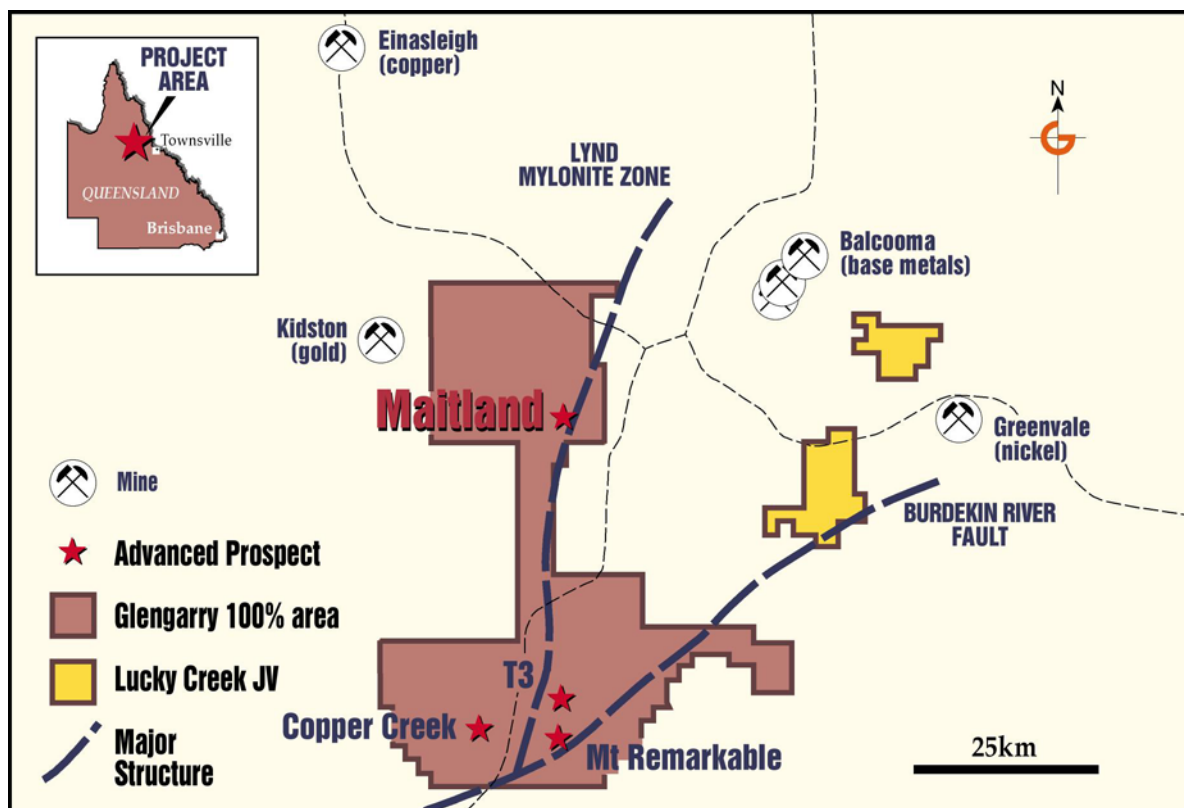 PROJECT
AREA
Townsville
QUEENSLAND
Brisbane
Einasleigh
(copper)
N
G
LYND
MYLONITE ZONE
Balcooma
(base metals)
Kidston
(gold)
Maitland
Greenvale
(nickel)
BURDEKIN RIVER
FAULT
Mine
Advanced Prospect
Glengarry 100% area
Lucky Creek JV
Major
Structure
T3
Copper Creek
Mt Remarkable
25km